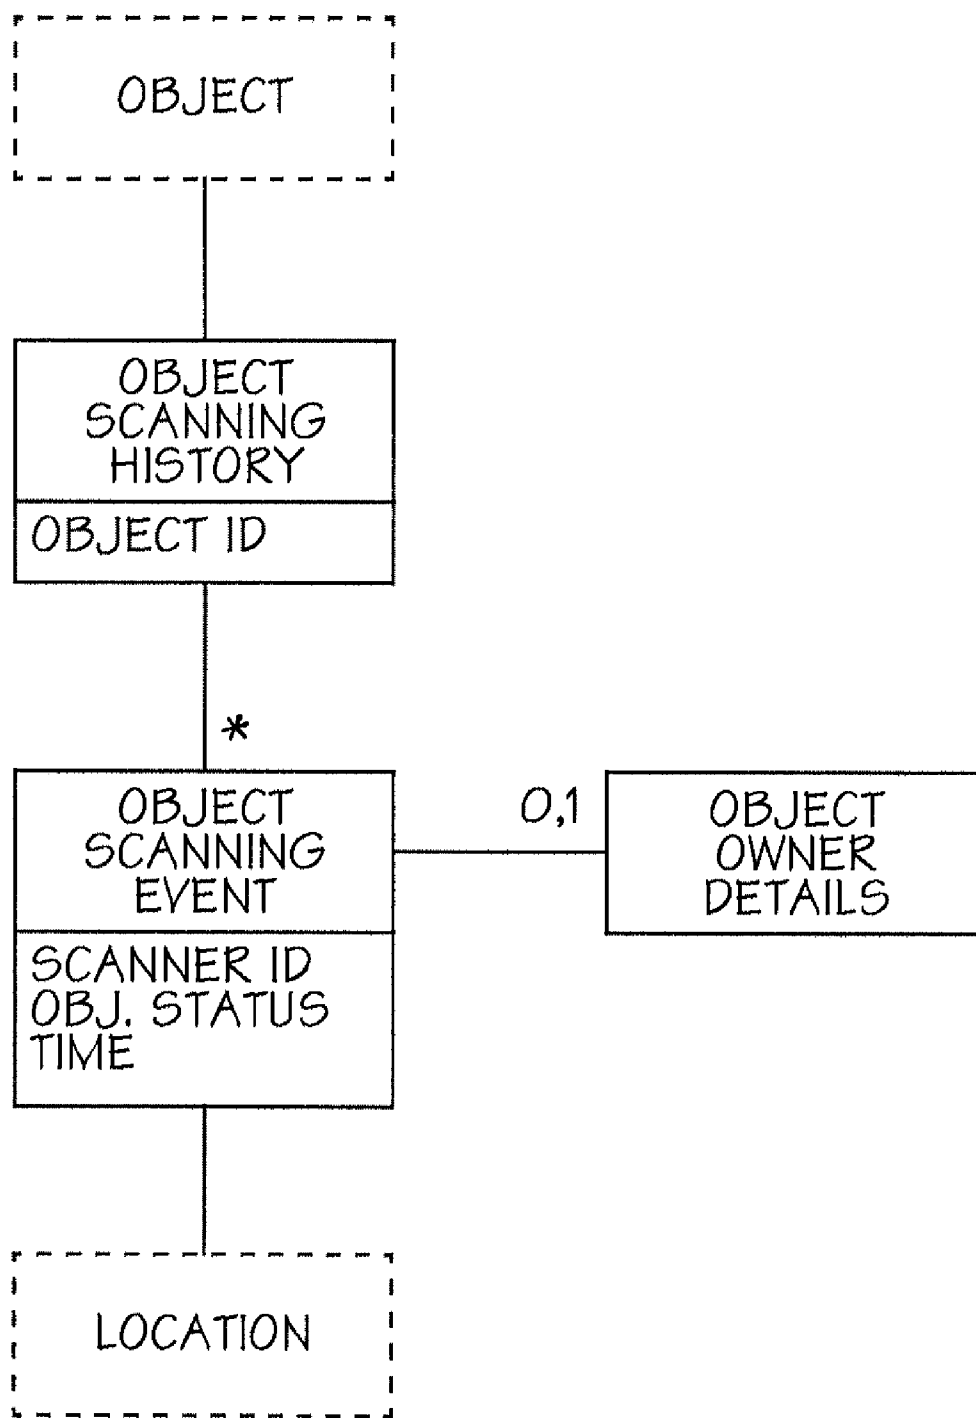 OBJECT
OBJECT
SCANNING
HISTORY
OBJECT ID
*
OBJECT
SCANNING
EVENT
SCANNER ID
OBJ. STATUS
TIME
0,1
OBJECT
OWNER
DETAILS
LOCATION